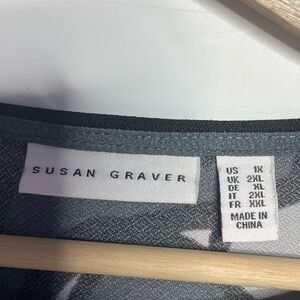 SUSAN GRAVER
US 1X
UK 2XL
DE XL
IT 2XL
FR XXL
MADE IN
CHINA